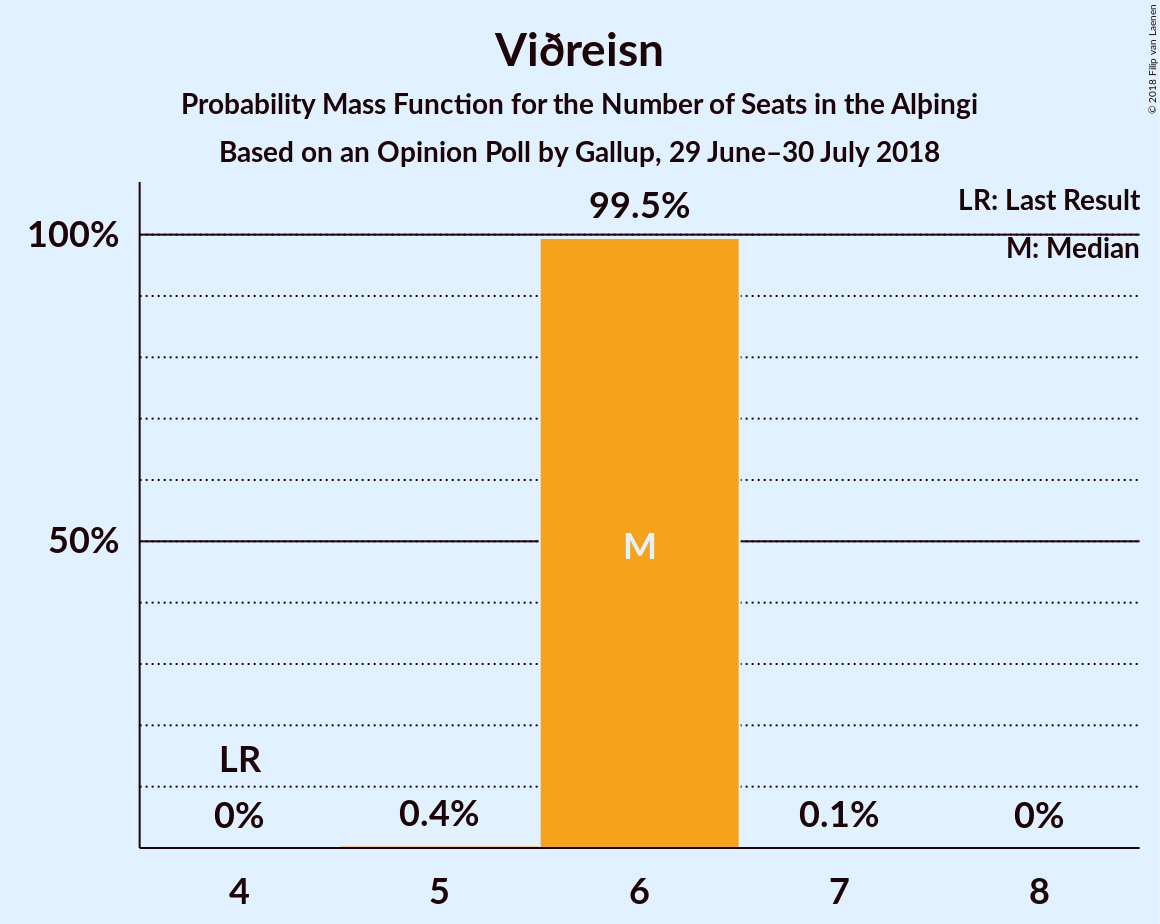 Viðreisn
Probability Mass Function for the Number of Seats in the Alþingi
Based on an Opinion Poll by Gallup, 29 June–30 July 2018
© 2018 Filip van Laenen
LR: Last Result
M: Median
99.5%
100%
50%
M
LR
0%
0.4%
0.1%
0%
4 5 6 7 8